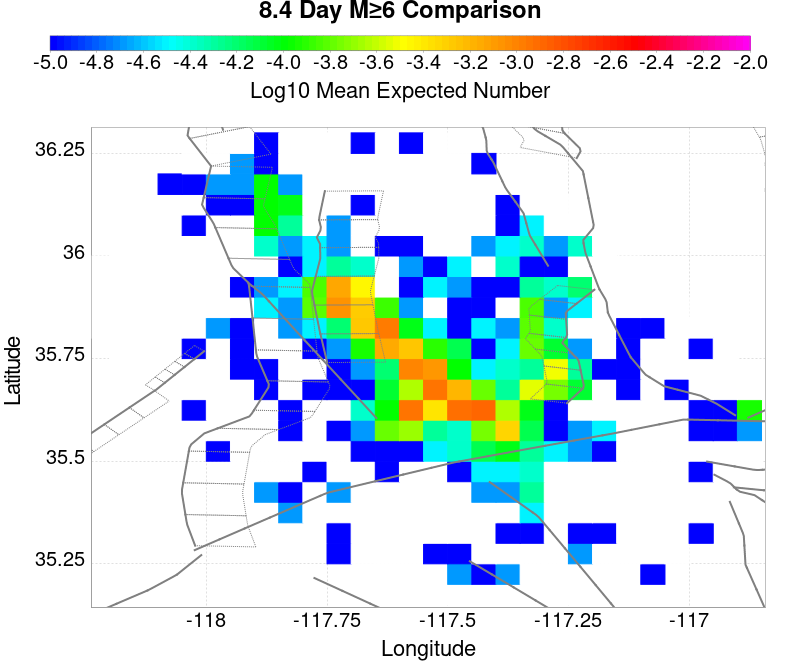 8.4 Day M≥6 Comparison
-5.0 -4.8 -4.6 -4.4 -4.2 -4.0 -3.8 -3.6 -3.4 -3.2 -3.0 -2.8 -2.6 -2.4 -2.2 -2.0
Log10 Mean Expected Number
36.25
36
35.75
35.5
35.25
Latitude
-118 -117.75 -117.5 -117.25 -117
Longitude